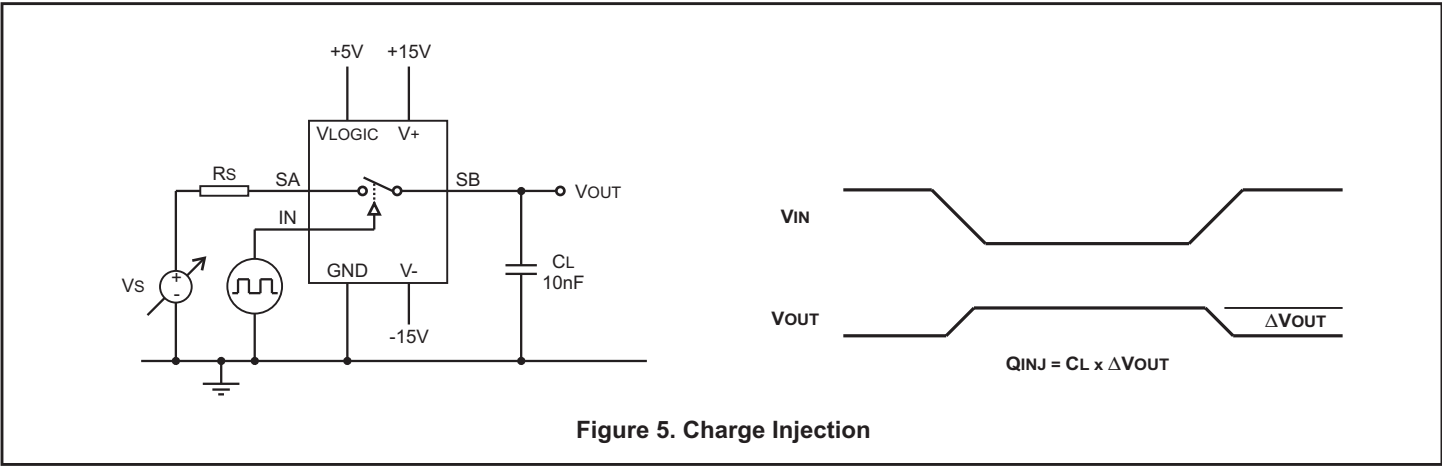 +5V +15V
VLOGIC V+
RS SA SB VOUT
IN
VS + - GND V- CL
10nF
-15V
VIN
VOUT ΔVOUT
QINJ = CL x ΔVOUT
Figure 5. Charge Injection